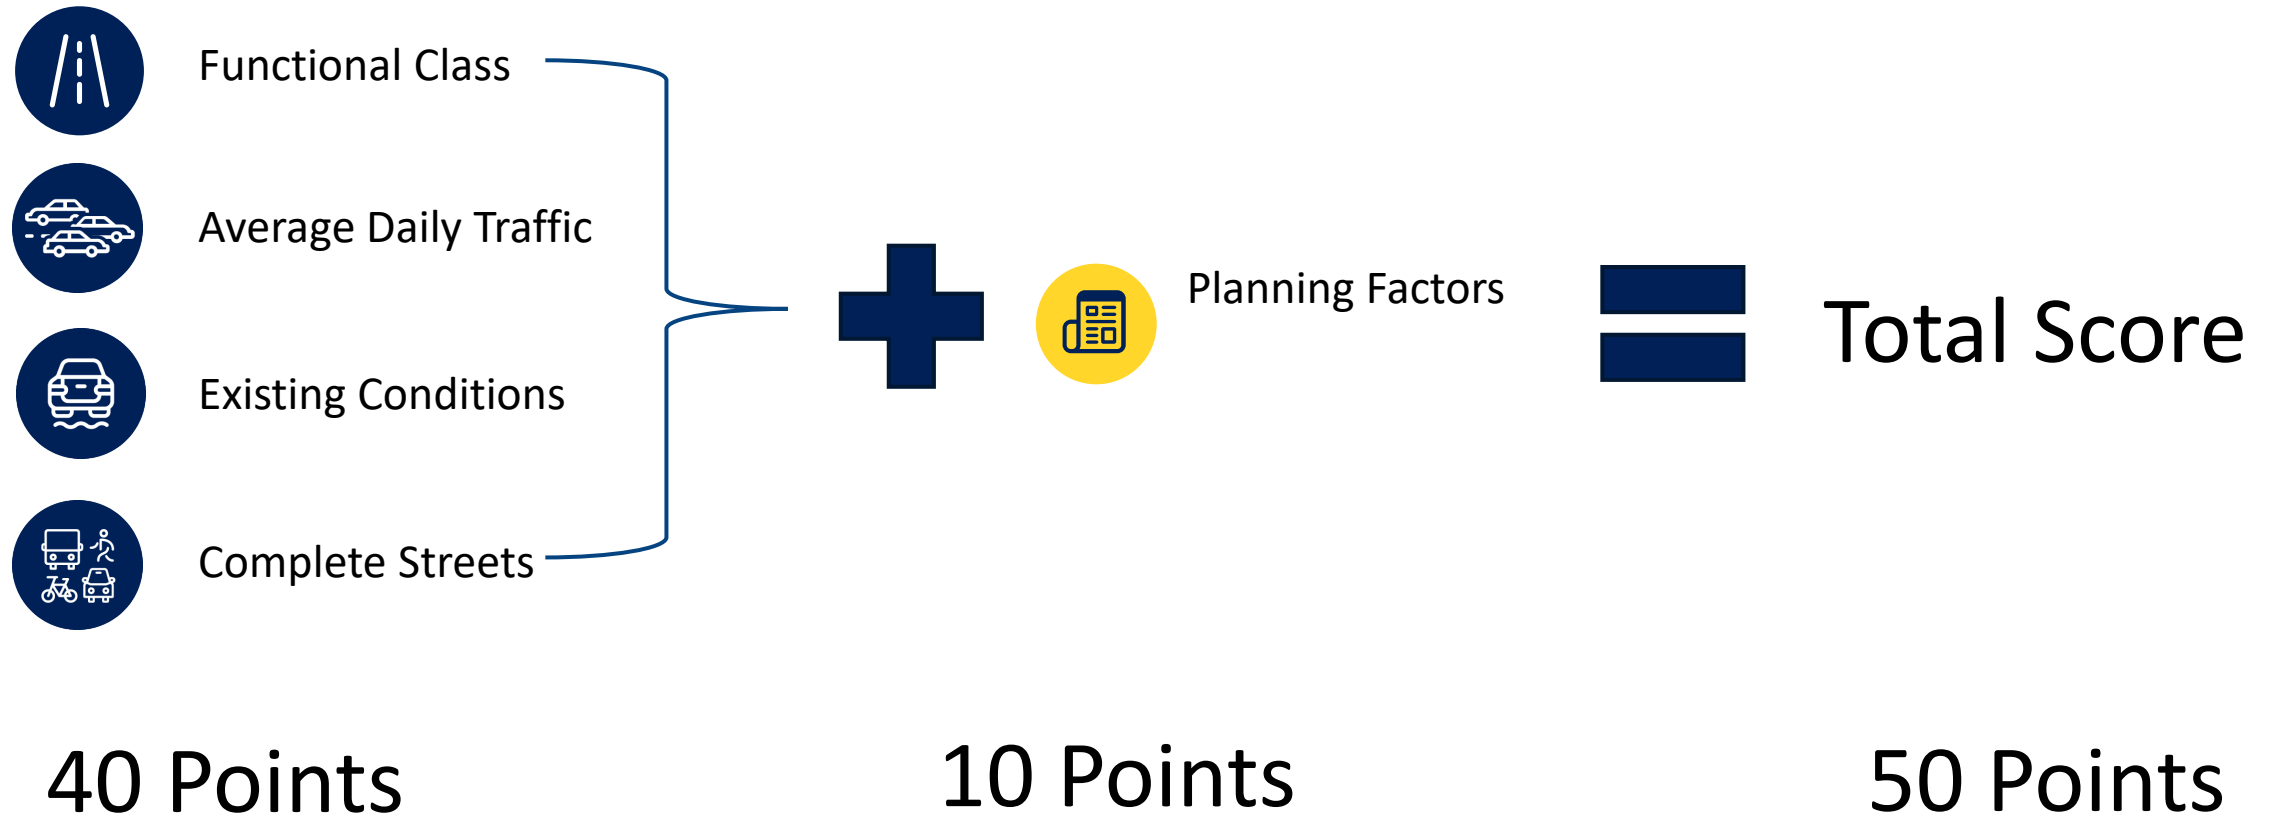 Functional Class
Average Daily Traffic
Existing Conditions
Complete Streets
Planning Factors
Total Score
40 Points
10 Points
50 Points